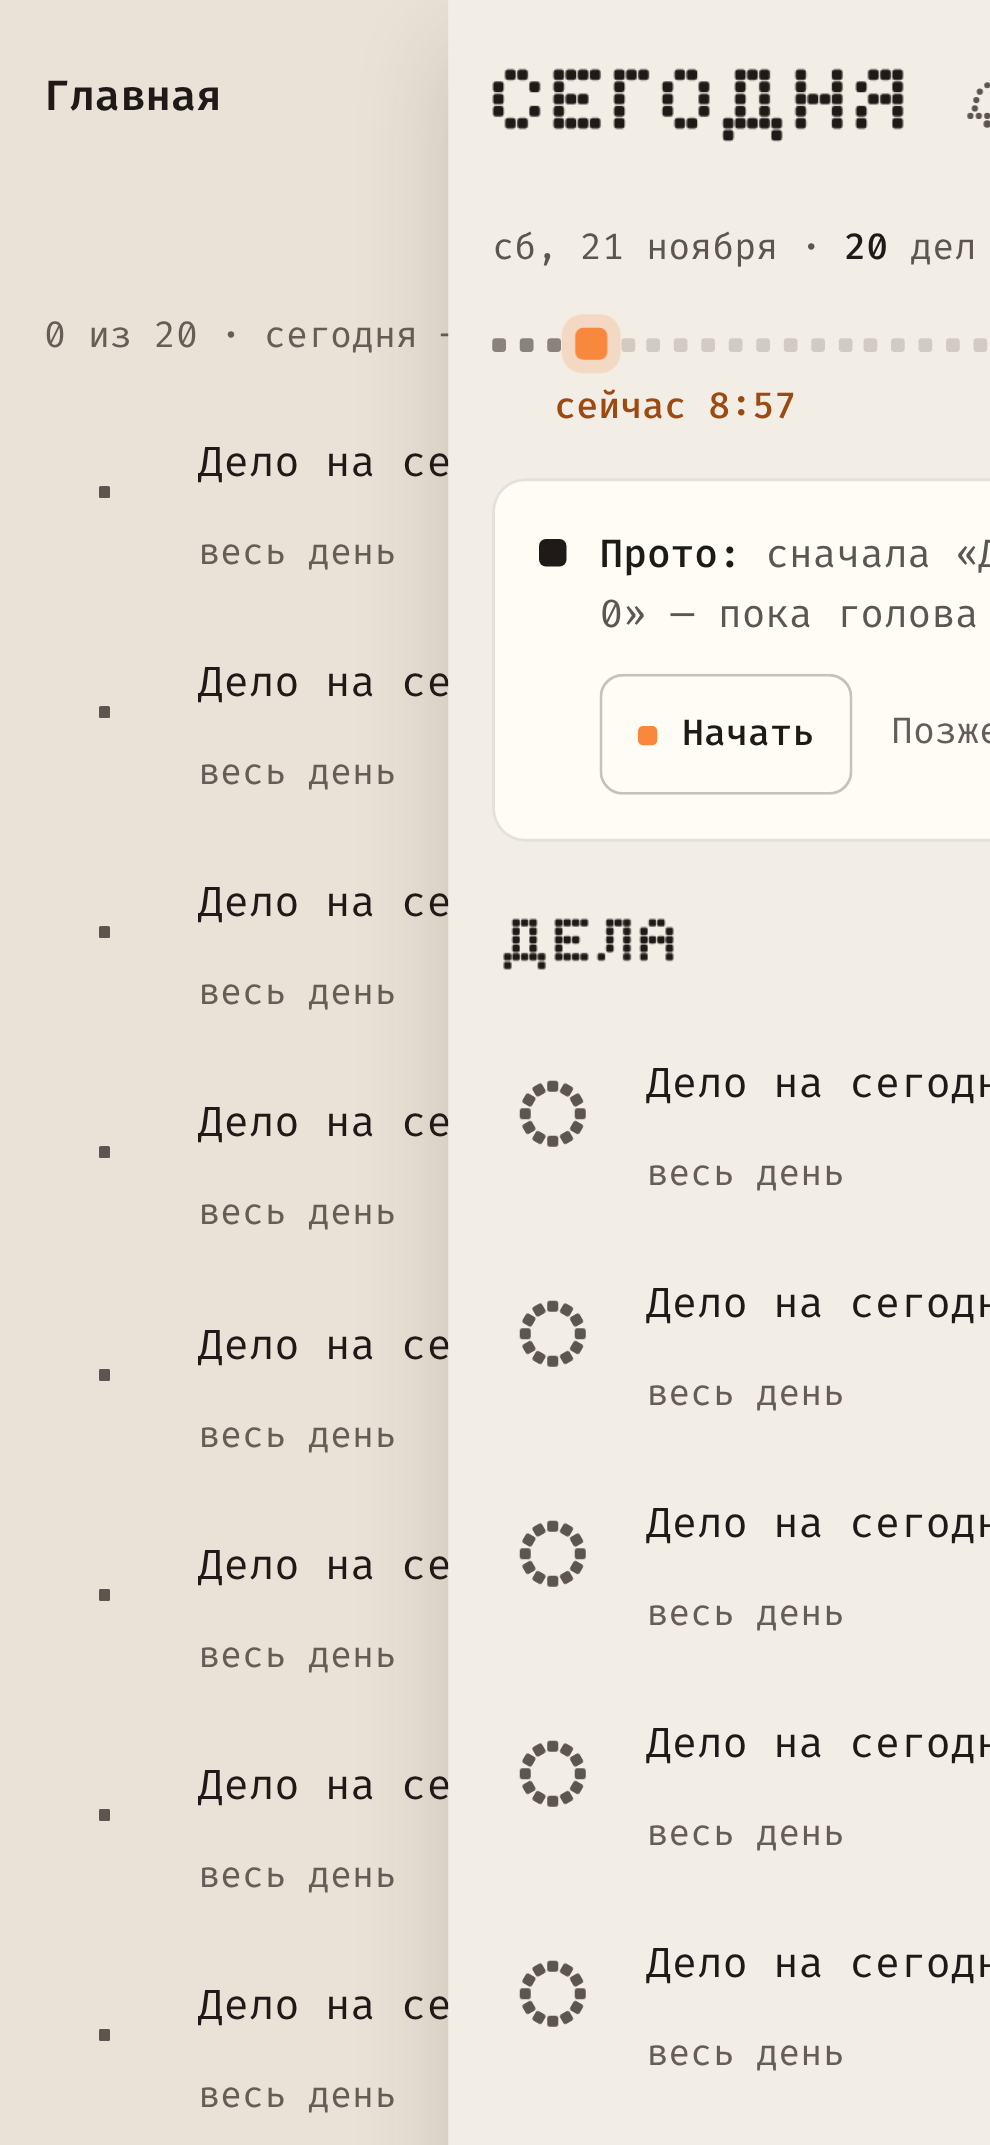 Главная
0 из 20 · сегодня –
Дело на се
весь день
Дело на се
весь день
Дело на се
весь день
Дело на се
весь день
Дело на се
весь день
Дело на се
весь день
Дело на се
весь день
Дело на се
весь день
СЕГОДНЯ
сб, 21 ноября · 20 дел
сейчас 8:57
Прото: сначала «Д
0» — пока голова
Начать
Позже
ДЕЛА
Дело на сегодн
весь день
Дело на сегодн
весь день
Дело на сегодн
весь день
Дело на сегодн
весь день
Дело на сегодн
весь день